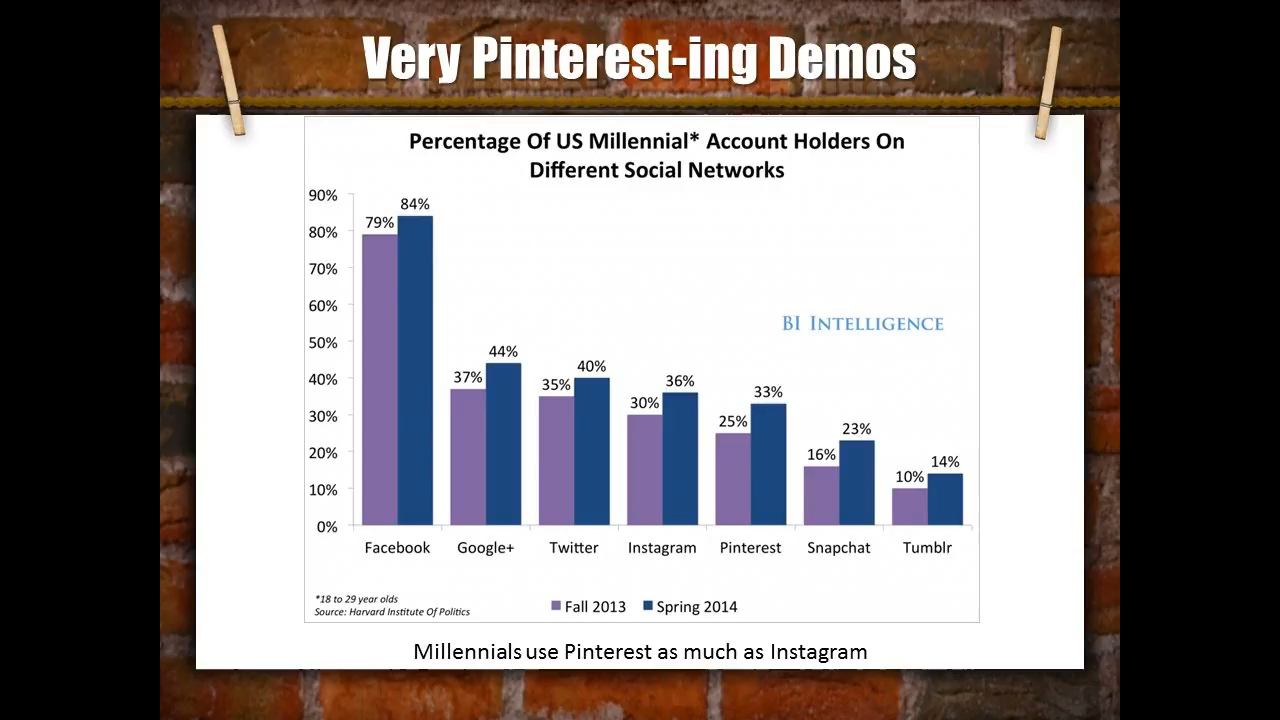 Very Pinterest-ing Demos
Percentage Of US Millennial* Account Holders On
Different Social Networks
90%
80%
70%
60%
50%
40%
30%
20%
10%
0%
79%
84%
37%
44%
35%
40%
30%
36%
25%
33%
16%
23%
10%
14%
BI INTELLIGENCE
Facebook
Google+
Twitter
Instagram
Pinterest
Snapchat
Tumblr
*18 to 29 year olds
Source: Harvard Institute Of Politics
Fall 2013
Spring 2014
Millennials use Pinterest as much as Instagram